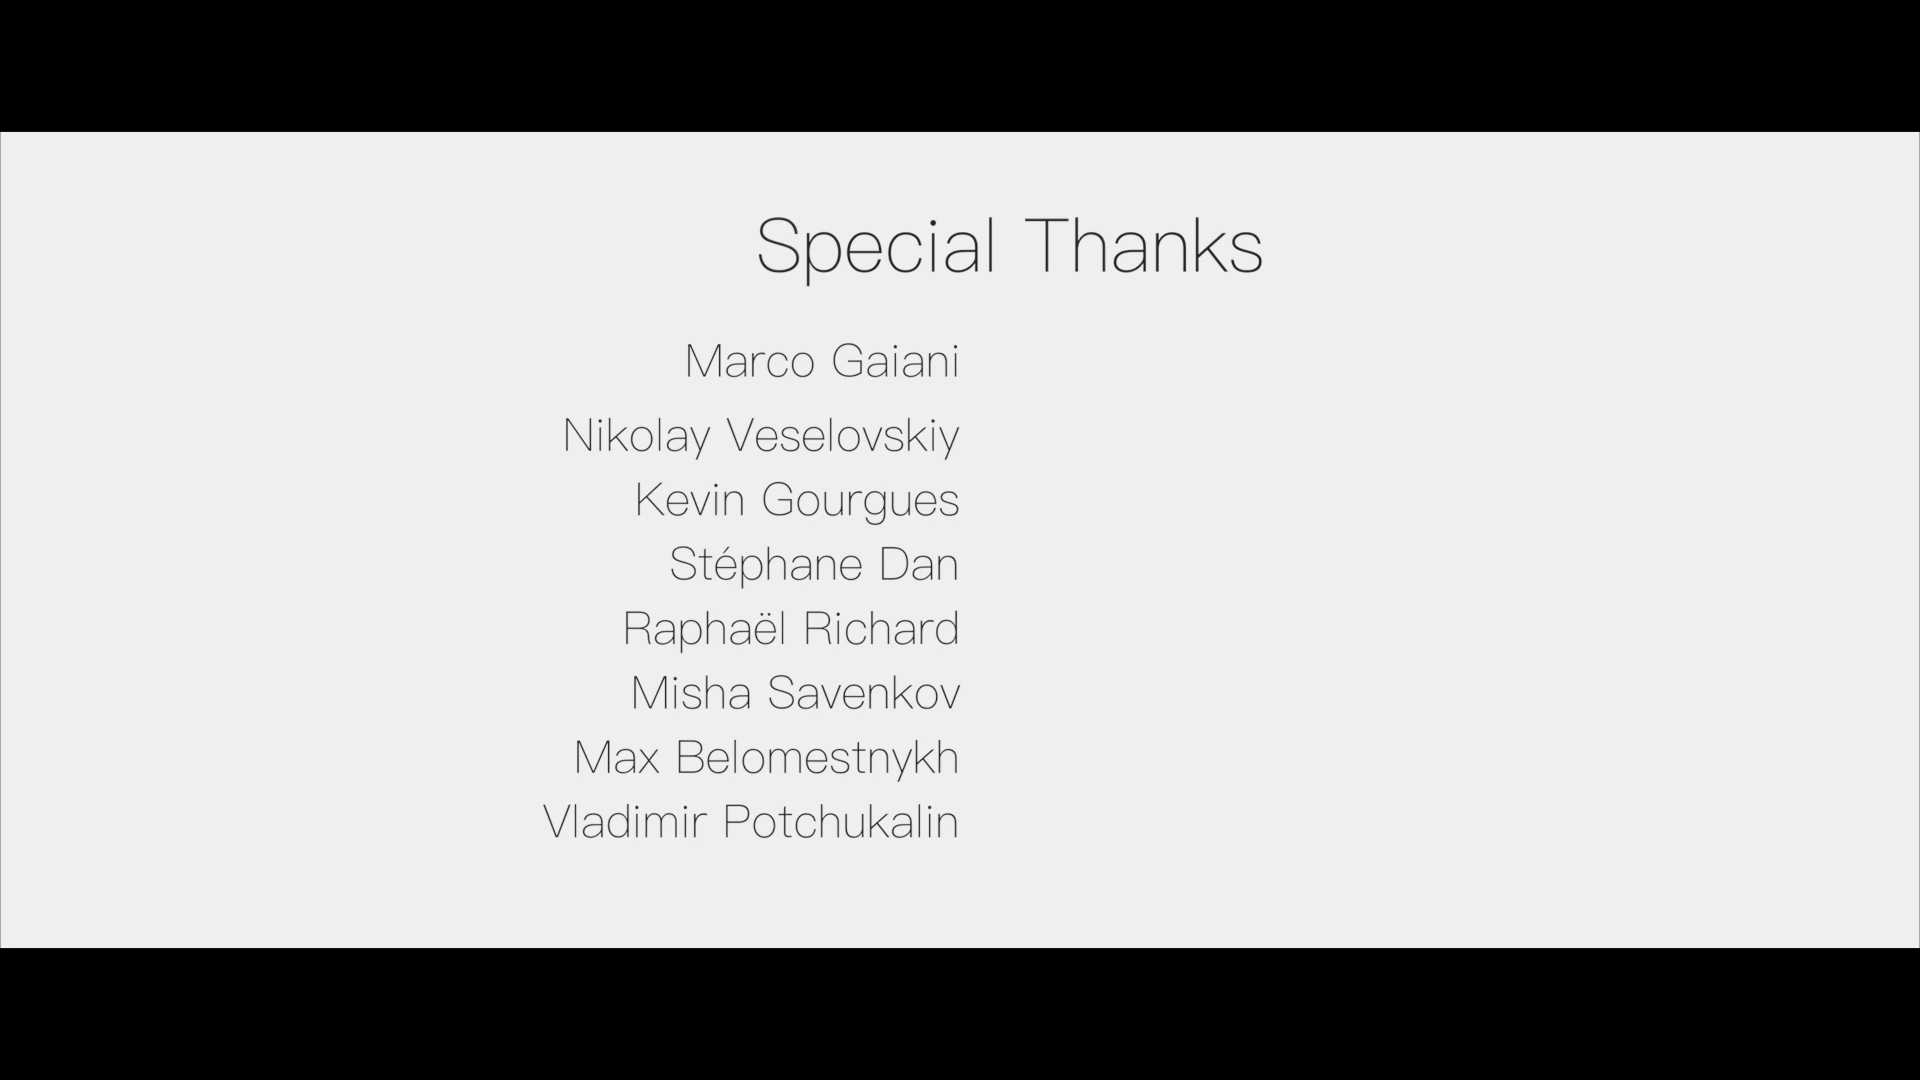 Special Thanks
Marco Gaiani
Nikolay Veselovskiy
Kevin Gourgues
Stéphane Dan
Raphaël Richard
Misha Savenkov
Max Belomestnykh
Vladimir Potchukalin